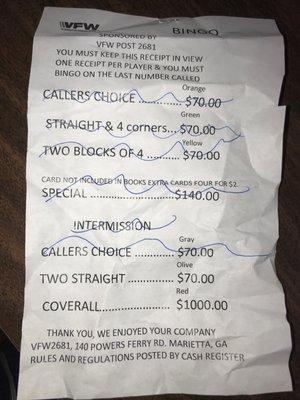 VFW BINGO
SPONSORED BY
VFW POST 2681
YOU MUST KEEP THIS RECEIPT IN VIEW
ONE RECEIPT PER PLAYER & YOU MUST
BINGO ON THE LAST NUMBER CALLED
Orange
CALLERS CHOICE .............. $70.00
Green
STRAIGHT & 4 corners... $70.00
Yellow
TWO BLOCKS OF 4 ......... $70.00
CARD NOT INCLUDED IN BOOKS EXTRA CARDS FOUR FOR $2.
SPECIAL .......................$140.00
INTERMISSION
Gray
CALLERS CHOICE ............. $70.00
Olive
TWO STRAIGHT ............... $70.00
Red
COVERALL...................... $1000.00
THANK YOU, WE ENJOYED YOUR COMPANY
VFW2681, 140 POWERS FERRY RD. MARIETTA, GA
RULES AND REGULATIONS POSTED BY CASH REGISTER